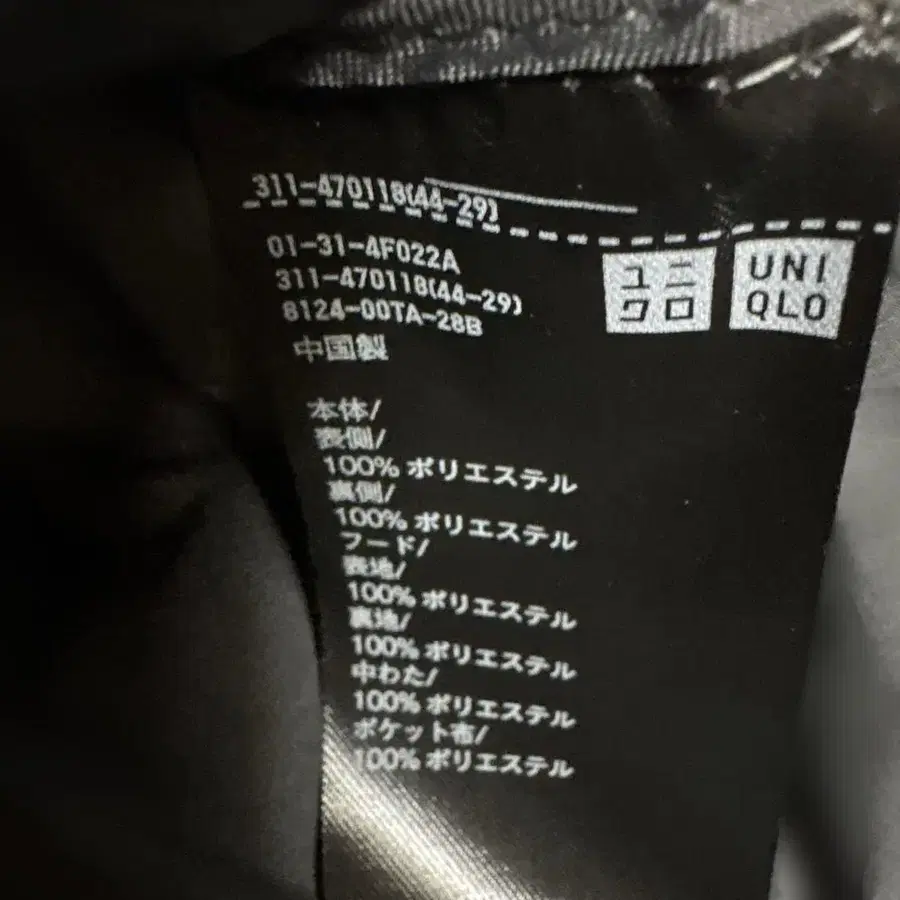 311-470118(44-29)
01-31-4F022A
311-470118(44-29)
8124-00TA-28B
中国製
ユニ
クロ
UNI
QLO
本体/
表側/
100% ポリエステル
裏側/
100% ポリエステル
フード/
表地/
100% ポリエステル
裏地/
100% ポリエステル
中わた/
100% ポリエステル
ポケット布/
100% ポリエステル